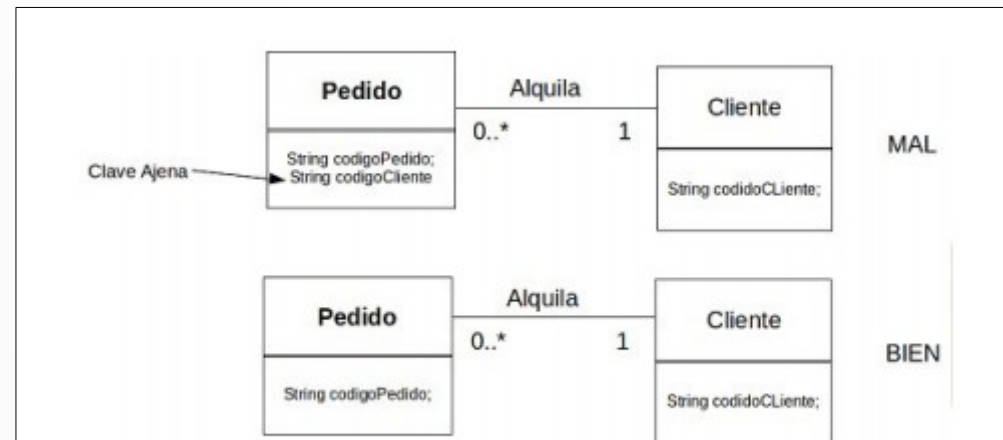 Pedido
Alquila
Cliente
0..*
1
MAL
Clave Ajena
String codigoPedido;
String codigoCliente
String codidoCLiente;
Pedido
Alquila
Cliente
0..*
1
BIEN
String codigoPedido;
String codidoCLiente;